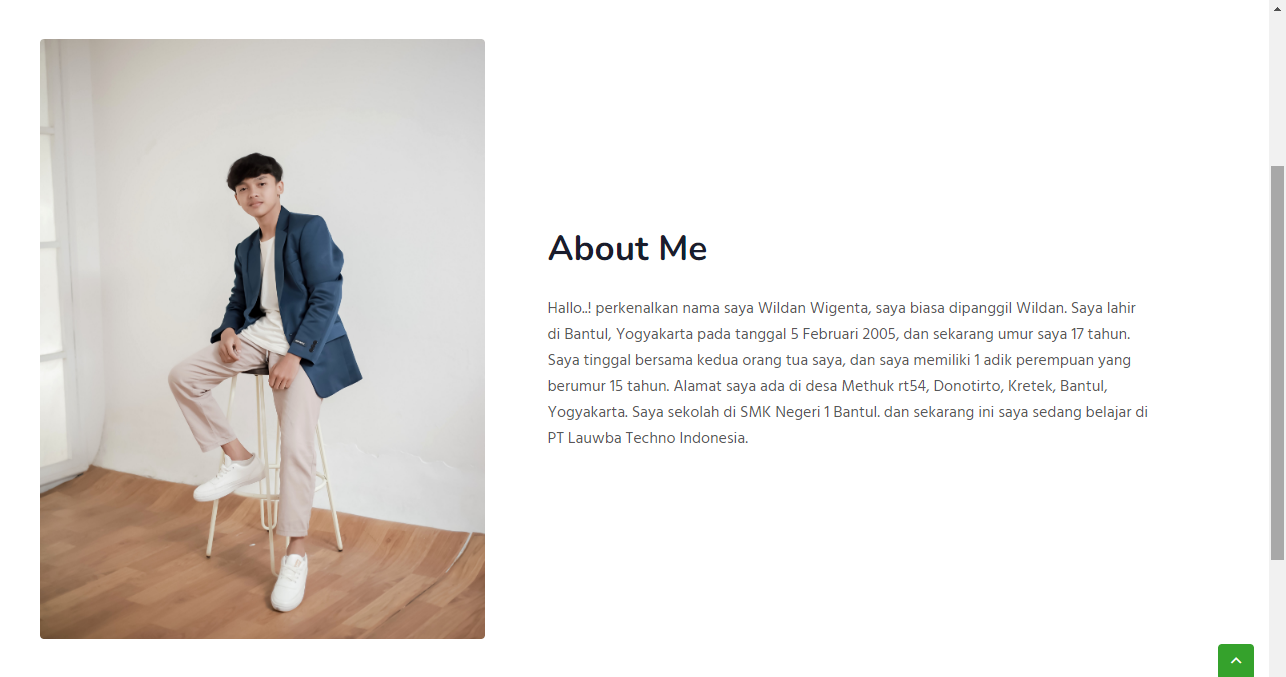 About Me
Hallo..! perkenalkan nama saya Wildan Wigenta, saya biasa dipanggil Wildan. Saya lahir
di Bantul, Yogyakarta pada tanggal 5 Februari 2005, dan sekarang umur saya 17 tahun.
Saya tinggal bersama kedua orang tua saya, dan saya memiliki 1 adik perempuan yang
berumur 15 tahun. Alamat saya ada di desa Methuk rt54, Donotirto, Kretek, Bantul,
Yogyakarta. Saya sekolah di SMK Negeri 1 Bantul. dan sekarang ini saya sedang belajar di
PT Lauwba Techno Indonesia.